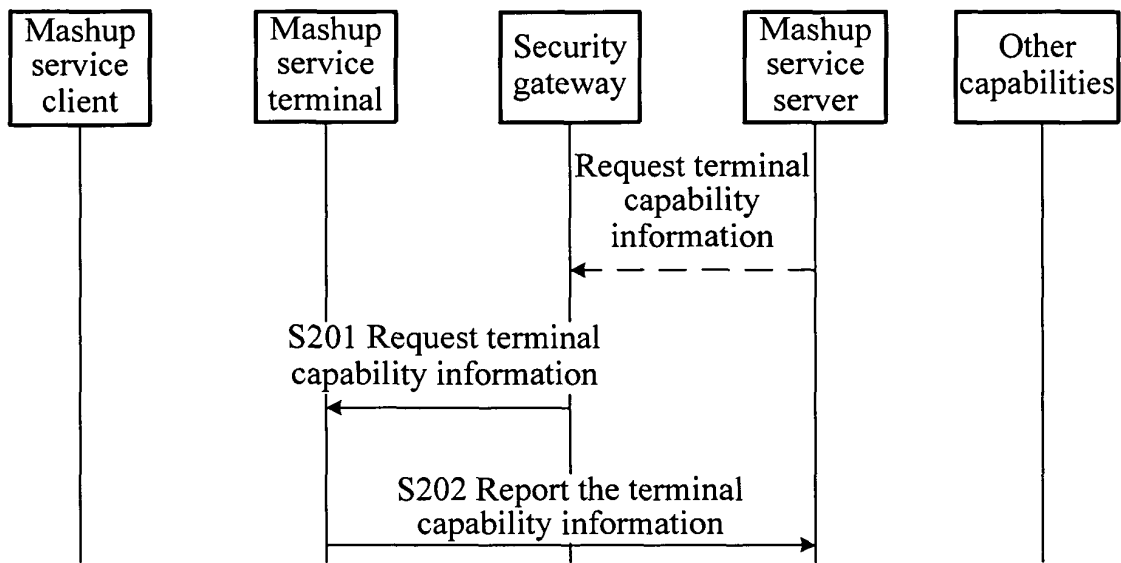 Mashup
service
client
Mashup
service
terminal
Security
gateway
Mashup
service
server
Other
capabilities
Request terminal
capability
information
S201 Request terminal
capability information
S202 Report the terminal
capability information